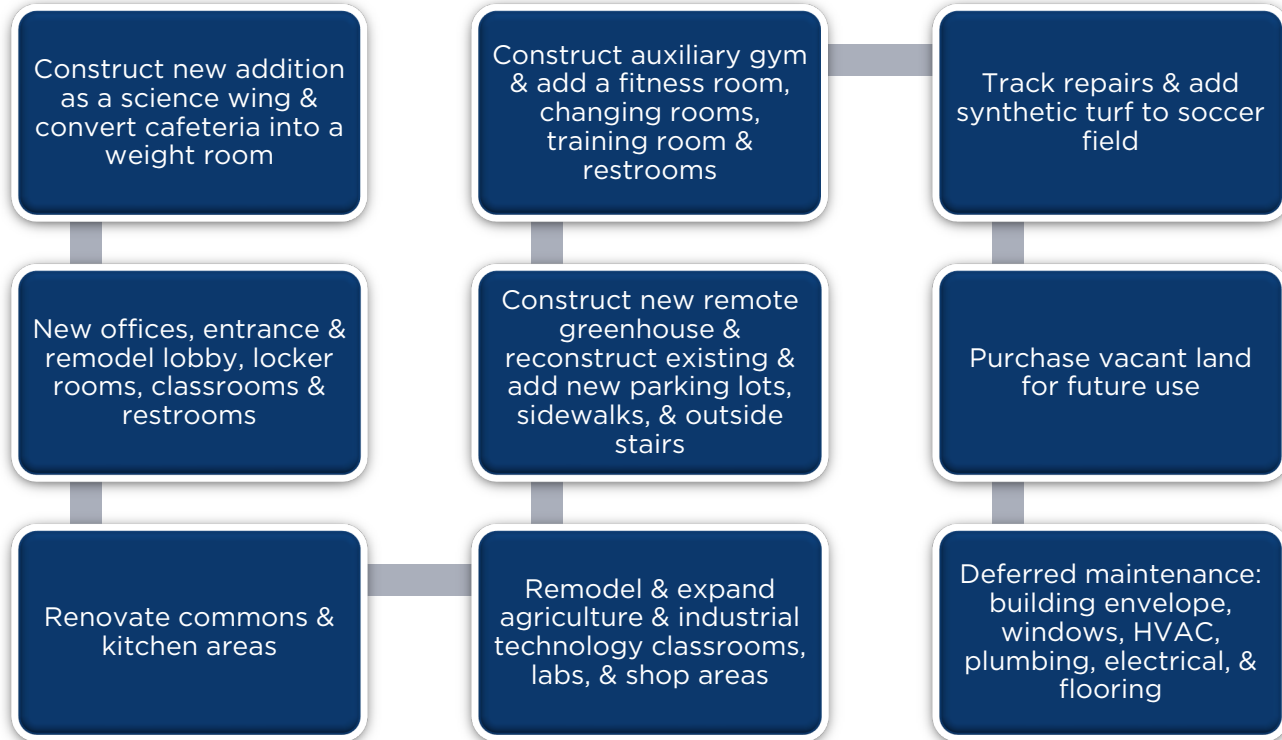 Construct new addition
as a science wing &
convert cafeteria into a
weight room
New offices, entrance &
remodel lobby, locker
rooms, classrooms &
restrooms
Renovate commons &
kitchen areas
Remodel & expand
agriculture & industrial
technology classrooms,
labs, & shop areas
Construct new remote
greenhouse &
reconstruct existing &
add new parking lots,
sidewalks, & outside
stairs
Construct auxiliary gym
& add a fitness room,
changing rooms,
training room &
restrooms
Track repairs & add
synthetic turf to soccer
field
Purchase vacant land
for future use
Deferred maintenance:
building envelope,
windows, HVAC,
plumbing, electrical, &
flooring